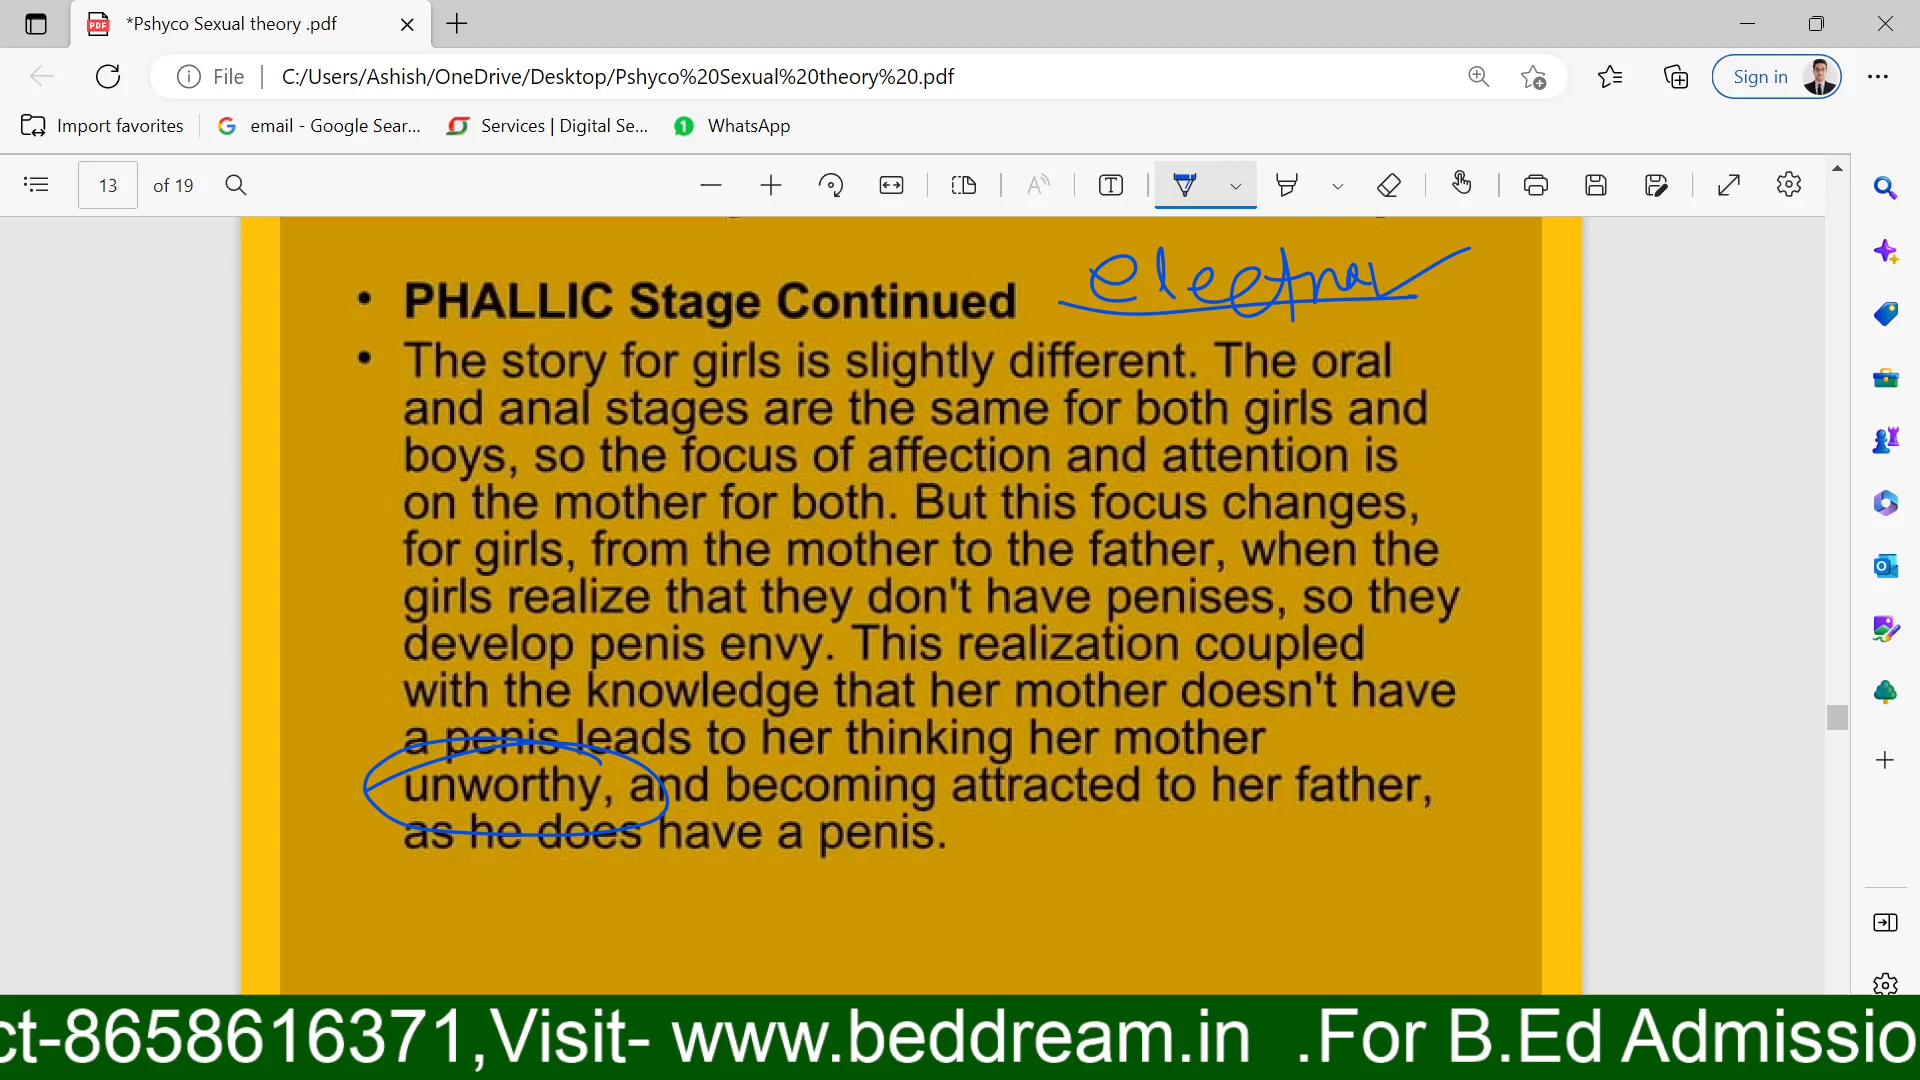 *Pshyco Sexual theory .pdf
File C:/Users/Ashish/OneDrive/Desktop/Pshyco%20Sexual%20theory%20.pdf Sign in
Import favorites email - Google Sear... Services | Digital Se... WhatsApp
13 of 19
• PHALLIC Stage Continued
• The story for girls is slightly different. The oral
and anal stages are the same for both girls and
boys, so the focus of affection and attention is
on the mother for both. But this focus changes,
for girls, from the mother to the father, when the
girls realize that they don't have penises, so they
develop penis envy. This realization coupled
with the knowledge that her mother doesn't have
a penis leads to her thinking her mother
unworthy, and becoming attracted to her father,
as he does have a penis.
ct-8658616371,Visit- www.beddream.in .For B.Ed Admissio